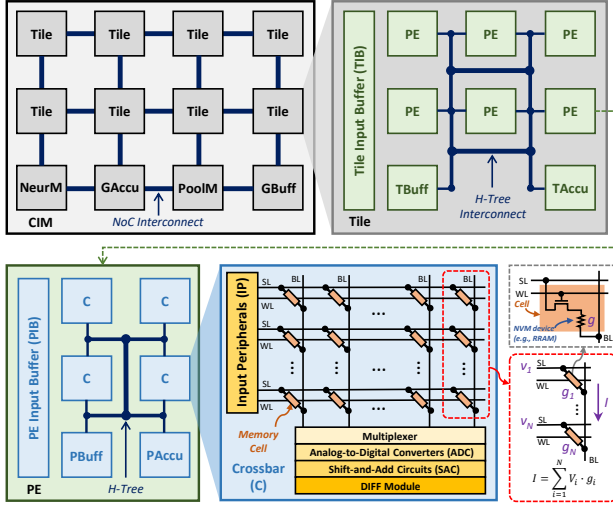 Tile Tile Tile Tile
Tile Tile Tile Tile
NeurM GAccu PoolM GBuff
CIM
NoC Interconnect
Tile Input Buffer (TIB)
PE PE PE
PE PE PE
TBuff TAccu
H-Tree
Interconnect
Tile
PE Input Buffer (PIB)
C C
C C
PBuff PAccu
PE
H-Tree
Input Peripherals (IP)
BL BL BL BL
SL
WL
...
SL
WL
...
SL
WL
...
Memory
Cell
Crossbar
(C)
Multiplexer
Analog-to-Digital Converters (ADC)
Shift-and-Add Circuits (SAC)
DIFF Module
SL
WL
Cell
g
NVM device
(e.g., RRAM)
BL
V1
SL
WL
g1
I
...
VN
SL
WL
gN
BL
I = ∑ i=1 N Vi · gi